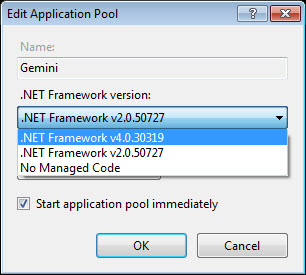 Edit Application Pool
Name:
Gemini
.NET Framework version:
.NET Framework v2.0.50727
.NET Framework v4.0.30319
.NET Framework v2.0.50727
No Managed Code
Start application pool immediately
OK
Cancel